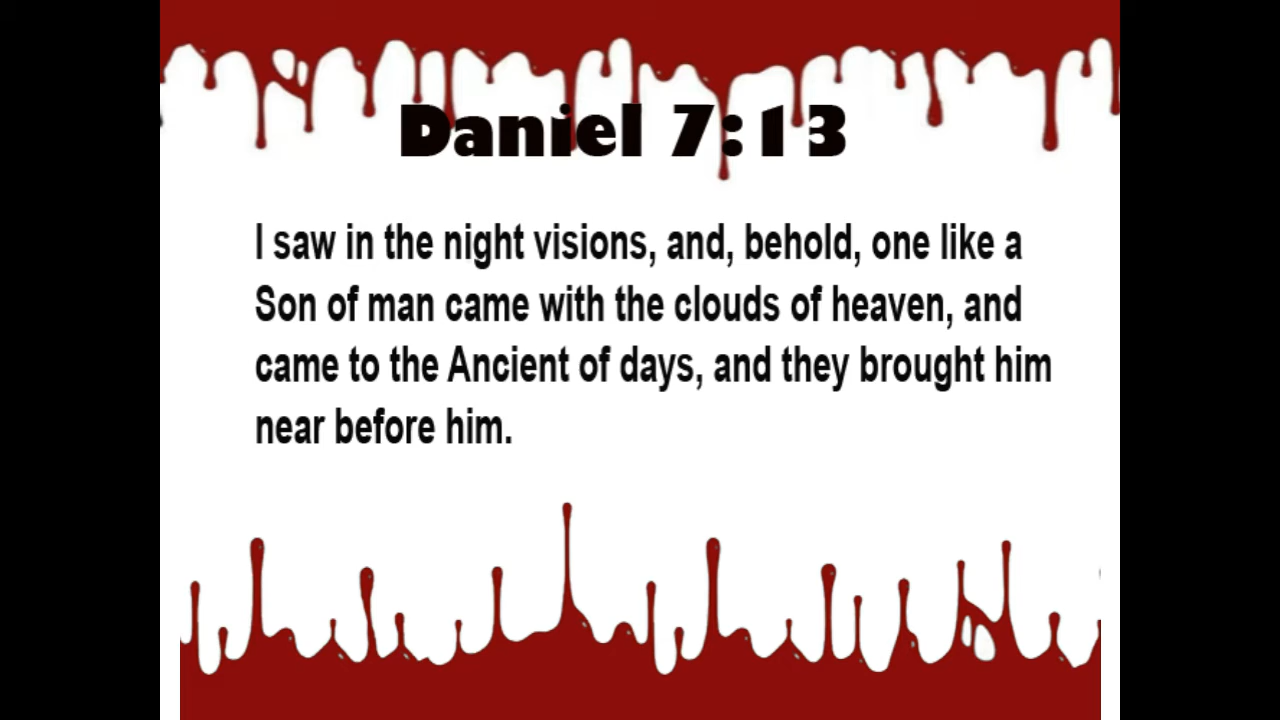 Daniel 7:13
I saw in the night visions, and, behold, one like a
Son of man came with the clouds of heaven, and
came to the Ancient of days, and they brought him
near before him.